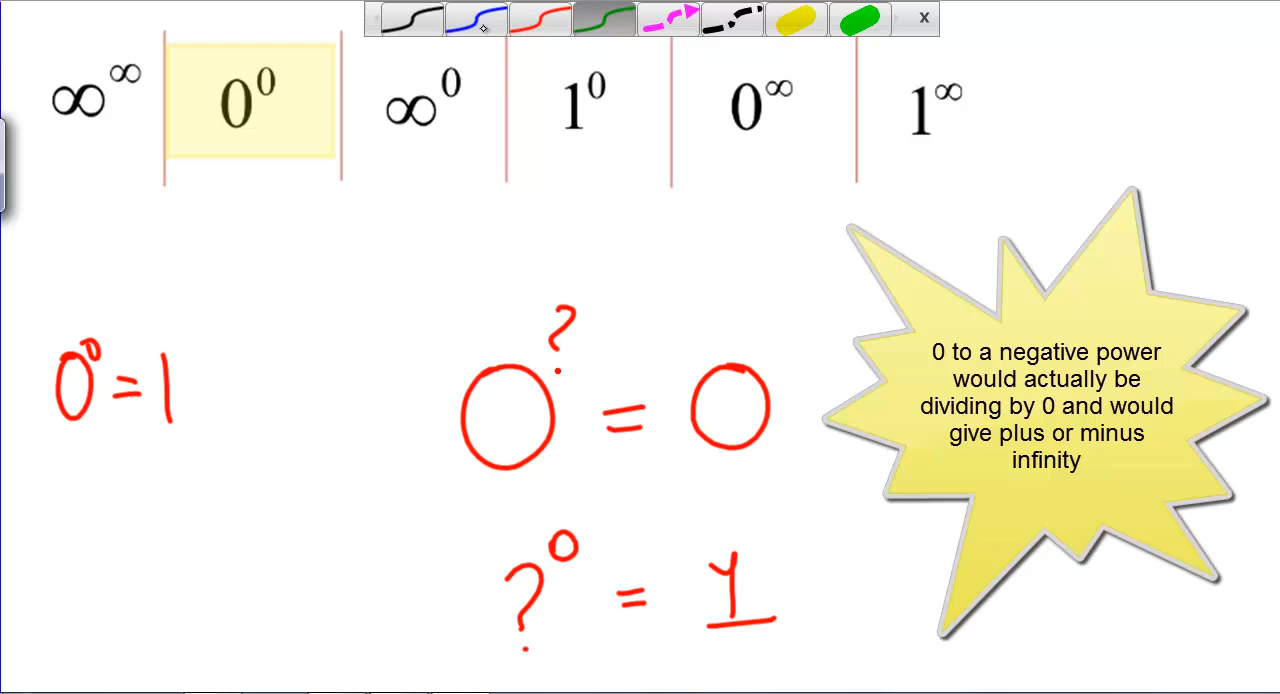 ∞^∞ 0^0 ∞^0 1^0 0^∞ 1^∞
0^0 = 1
0^? = 0
?^0 = 1
0 to a negative power
would actually be
dividing by 0 and would
give plus or minus
infinity
x